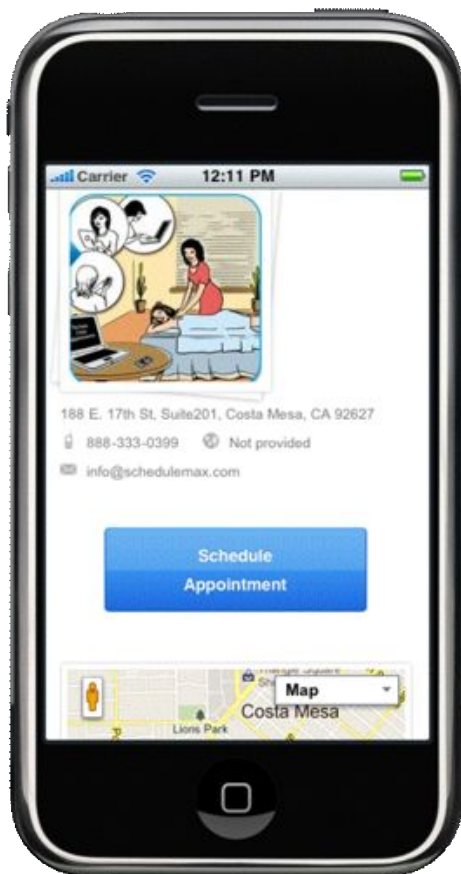 Carrier
12:11 PM
188 E. 17th St, Suite201, Costa Mesa, CA 92627
888-333-0399 Not provided
info@schedulemax.com
Schedule
Appointment
Map
Costa Mesa
Lions Park